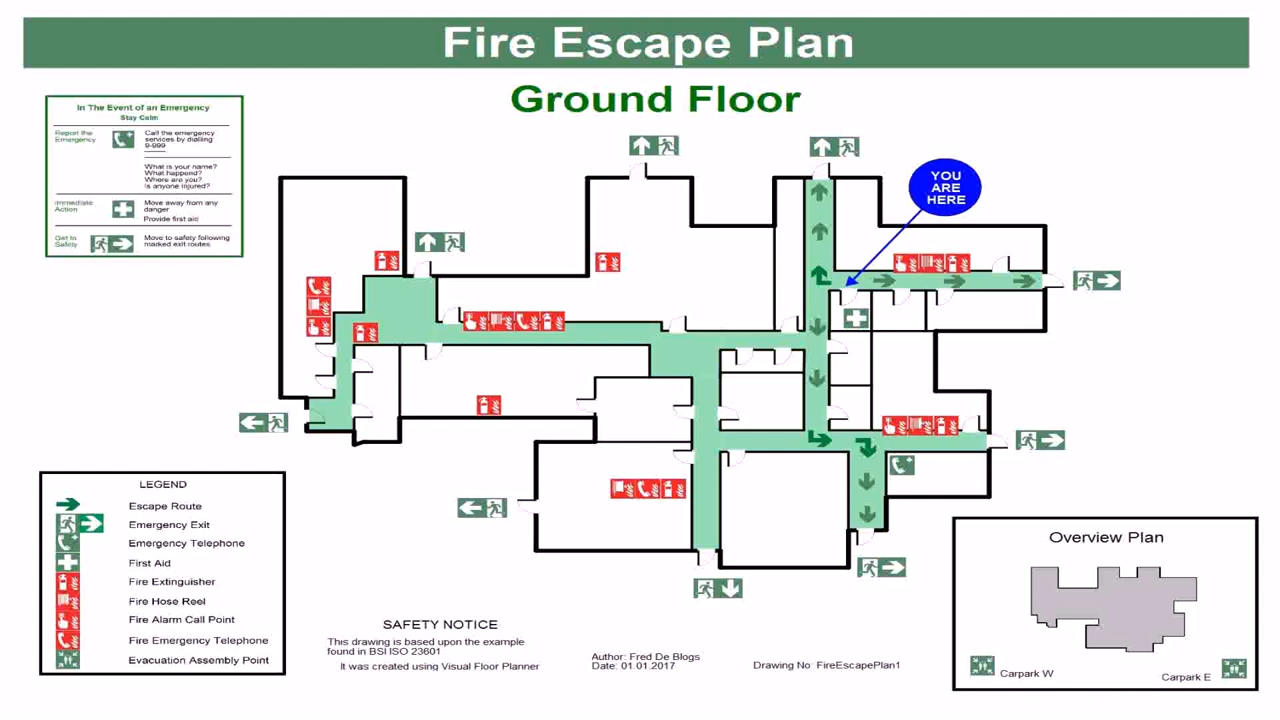 Fire Escape Plan
Ground Floor
In The Event of an Emergency
Stay Calm
Report the
Emergency
Call the emergency
services by dialling
9-999
What is your name?
What happend?
Where are you?
Is anyone injured?
Immediate
Action
Move away from any
danger
Provide first aid
Get to
Safety
Move to safety following
marked exit routes.
YOU
ARE
HERE
LEGEND
Escape Route
Emergency Exit
Emergency Telephone
First Aid
Fire Extinguisher
Fire Hose Reel
Fire Alarm Call Point
Fire Emergency Telephone
Evacuation Assembly Point
SAFETY NOTICE
This drawing is based upon the example
found in BSI ISO 23601
It was created using Visual Floor Planner
Author: Fred De Blogs
Date: 01.01.2017
Drawing No: FireEscapePlan1
Overview Plan
Carpark W
Carpark E